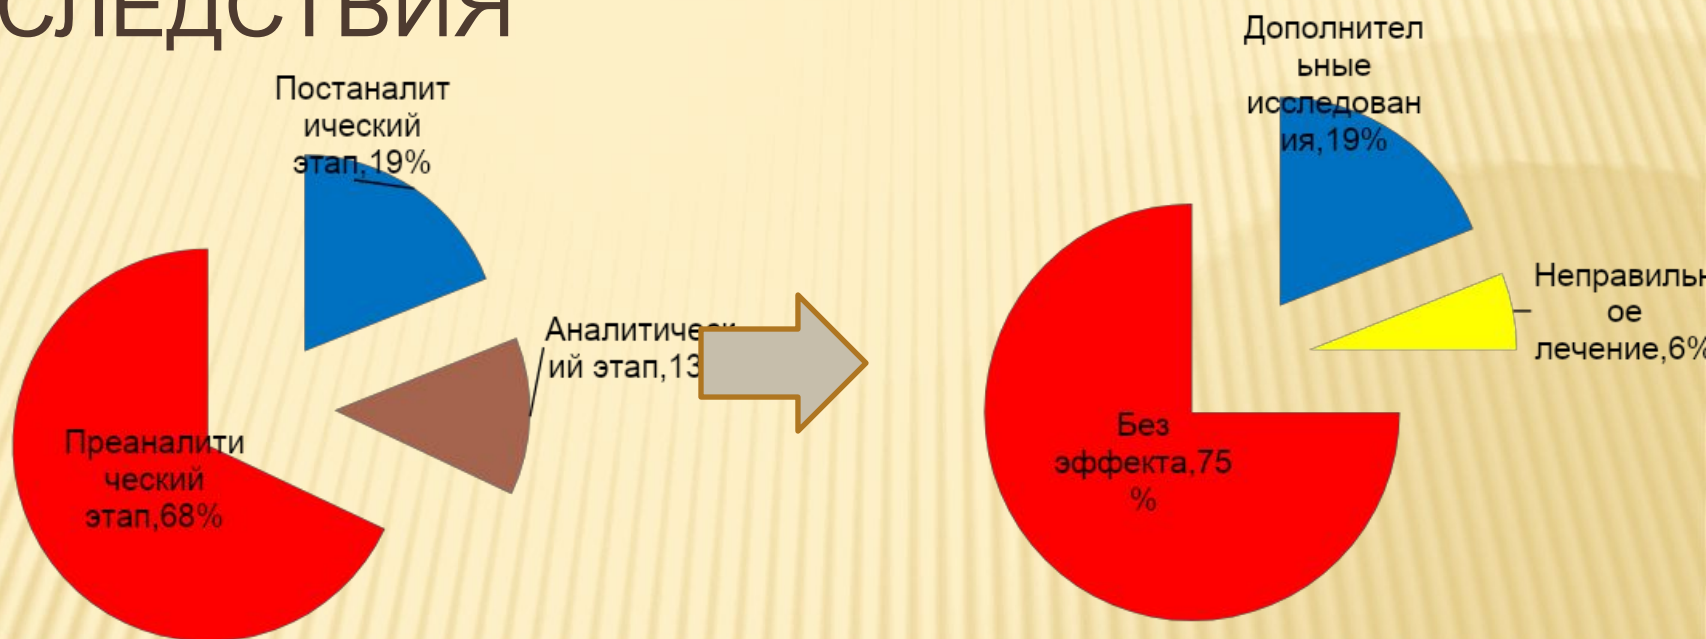 СЛЕДСТВИЯ
Постаналит
ический
этап,19%
Аналитическ
ий этап,13
Преаналити
ческий
этап,68%
Дополнител
ьные
исследован
ия,19%
Неправильн
ое
лечение,6%
Без
эффекта,75
%